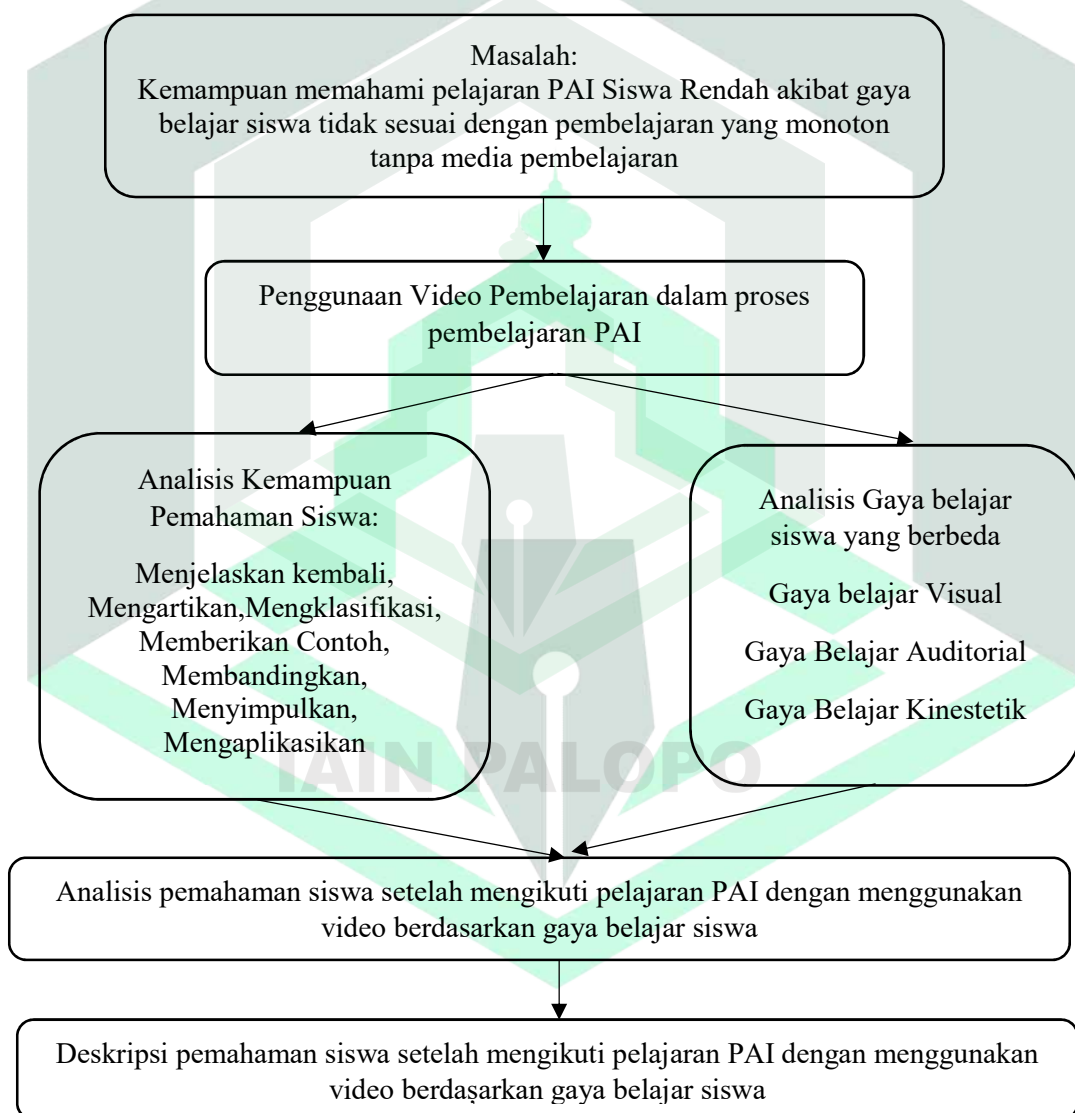 Masalah:
Kemampuan memahami pelajaran PAI Siswa Rendah akibat gaya
belajar siswa tidak sesuai dengan pembelajaran yang monoton
tanpa media pembelajaran
Penggunaan Video Pembelajaran dalam proses
pembelajaran PAI
Analisis Kemampuan
Pemahaman Siswa:
Menjelaskan kembali,
Mengartikan,Mengklasifikasi,
Memberikan Contoh,
Membandingkan,
Menyimpulkan,
Mengaplikasikan
Analisis Gaya belajar
siswa yang berbeda
Gaya belajar Visual
Gaya Belajar Auditorial
Gaya Belajar Kinestetik
IAIN PALOPO
Analisis pemahaman siswa setelah mengikuti pelajaran PAI dengan menggunakan
video berdasarkan gaya belajar siswa
Deskripsi pemahaman siswa setelah mengikuti pelajaran PAI dengan menggunakan
video berdasarkan gaya belajar siswa